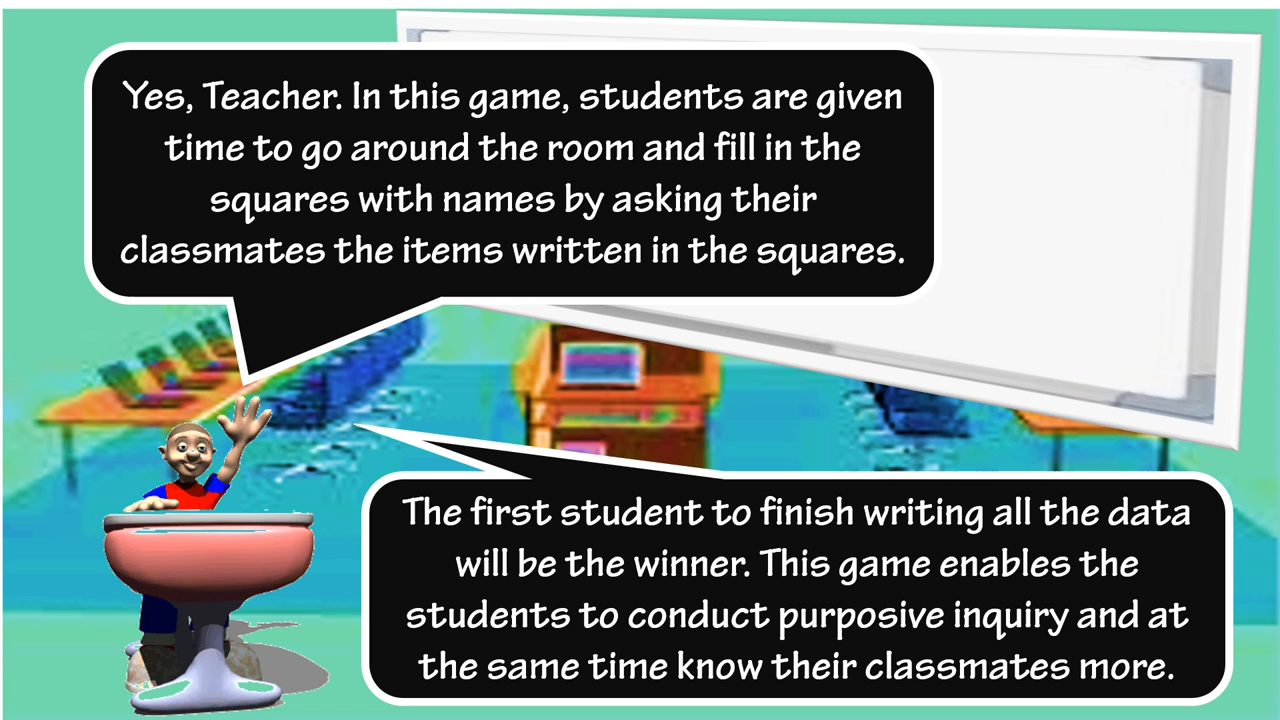 Yes, Teacher. In this game, students are given
time to go around the room and fill in the
squares with names by asking their
classmates the items written in the squares.
The first student to finish writing all the data
will be the winner. This game enables the
students to conduct purposive inquiry and at
the same time know their classmates more.